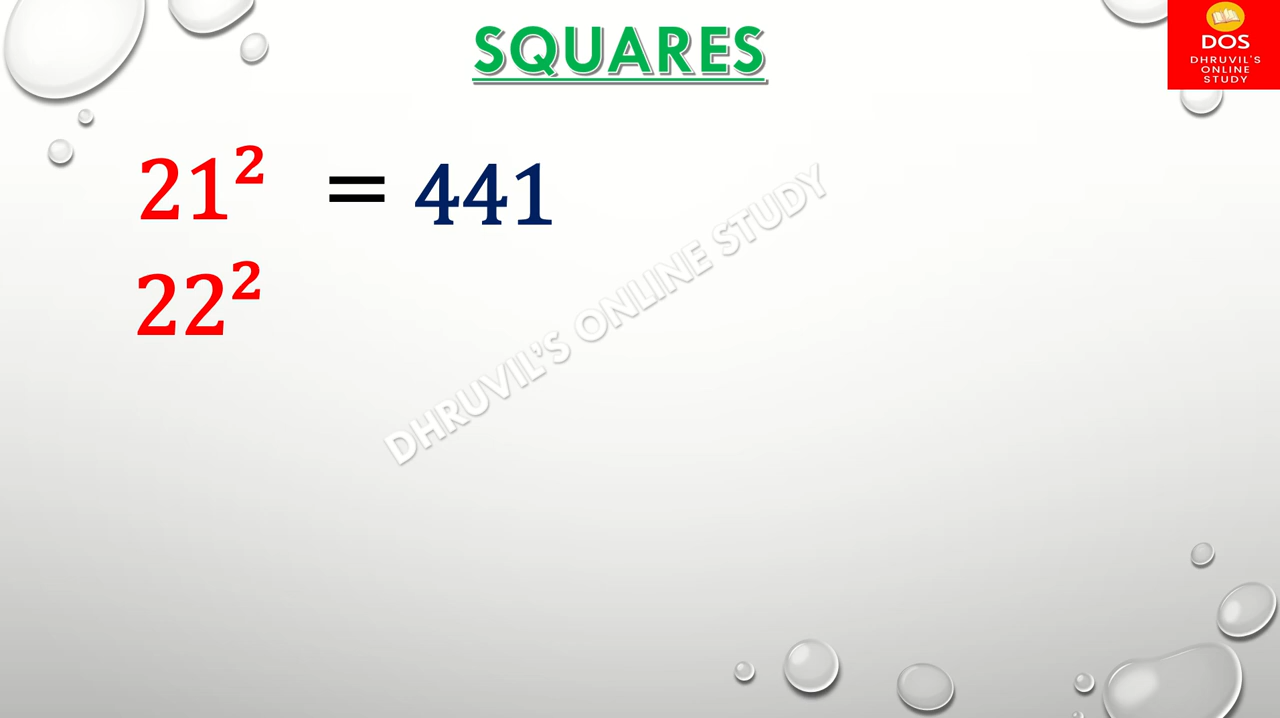 SQUARES
DOS
DHRUVIL'S
ONLINE
STUDY
21² = 441
22²
DHRUVIL'S ONLINE STUDY